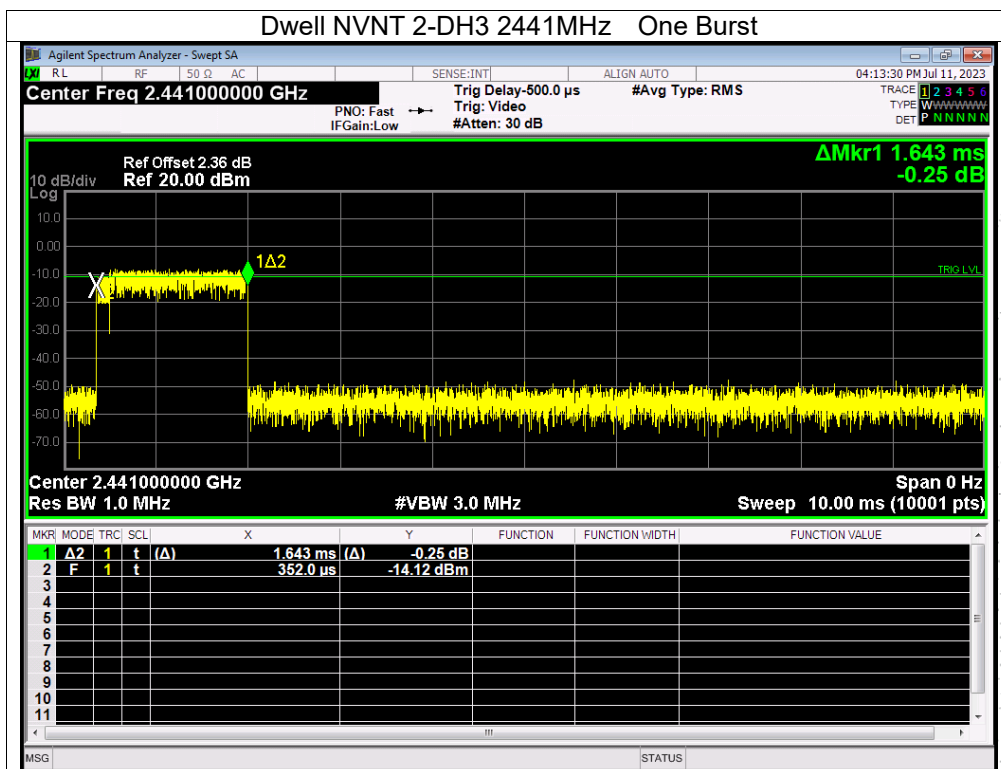 Dwell NVNT 2-DH3 2441MHz One Burst
Agilent Spectrum Analyzer - Swept SA
LXI RL RF 50 Ω AC SENSE:INT ALIGN AUTO 04:13:30 PM Jul 11, 2023
Center Freq 2.441000000 GHz
PNO: Fast
IFGain:Low
Trig Delay-500.0 µs
Trig: Video
#Atten: 30 dB
#Avg Type: RMS
TRACE 1 2 3 4 5 6
TYPE WWWWWW
DET P N N N N N
ΔMkr1 1.643 ms
-0.25 dB
Ref Offset 2.36 dB
10 dB/div Ref 20.00 dBm
Log
10.0
0.00
1Δ2
-10.0
TRIG LVL
-20.0
-30.0
-40.0
-50.0
-60.0
-70.0
Center 2.441000000 GHz Span 0 Hz
Res BW 1.0 MHz #VBW 3.0 MHz Sweep 10.00 ms (10001 pts)
MKR MODE TRC SCL X Y FUNCTION FUNCTION WIDTH FUNCTION VALUE
1 Δ2 1 t (Δ) 1.643 ms (Δ) -0.25 dB
2 F 1 t 352.0 µs -14.12 dBm
3
4
5
6
7
8
9
10
11
MSG STATUS